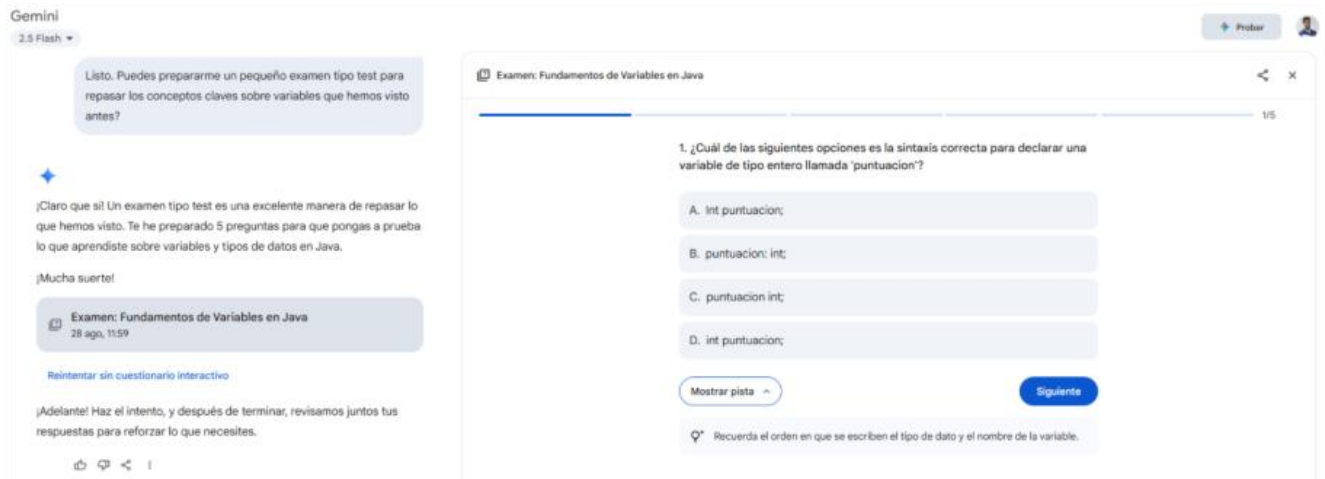 Gemini
2.5 Flash
Probar
Listo. Puedes prepararme un pequeño examen tipo test para
repasar los conceptos claves sobre variables que hemos visto
antes?
¡Claro que sí! Un examen tipo test es una excelente manera de repasar lo
que hemos visto. Te he preparado 5 preguntas para que pongas a prueba
lo que aprendiste sobre variables y tipos de datos en Java.
¡Mucha suerte!
Examen: Fundamentos de Variables en Java
28 ago, 11:59
Reintentar sin cuestionario interactivo
¡Adelante! Haz el intento, y después de terminar, revisamos juntos tus
respuestas para reforzar lo que necesites.
Examen: Fundamentos de Variables en Java
1/5
1. ¿Cuál de las siguientes opciones es la sintaxis correcta para declarar una
variable de tipo entero llamada 'puntuacion'?
A. Int puntuacion;
B. puntuacion: int;
C. puntuacion int;
D. int puntuacion;
Mostrar pista
Siguiente
Recuerda el orden en que se escriben el tipo de dato y el nombre de la variable.